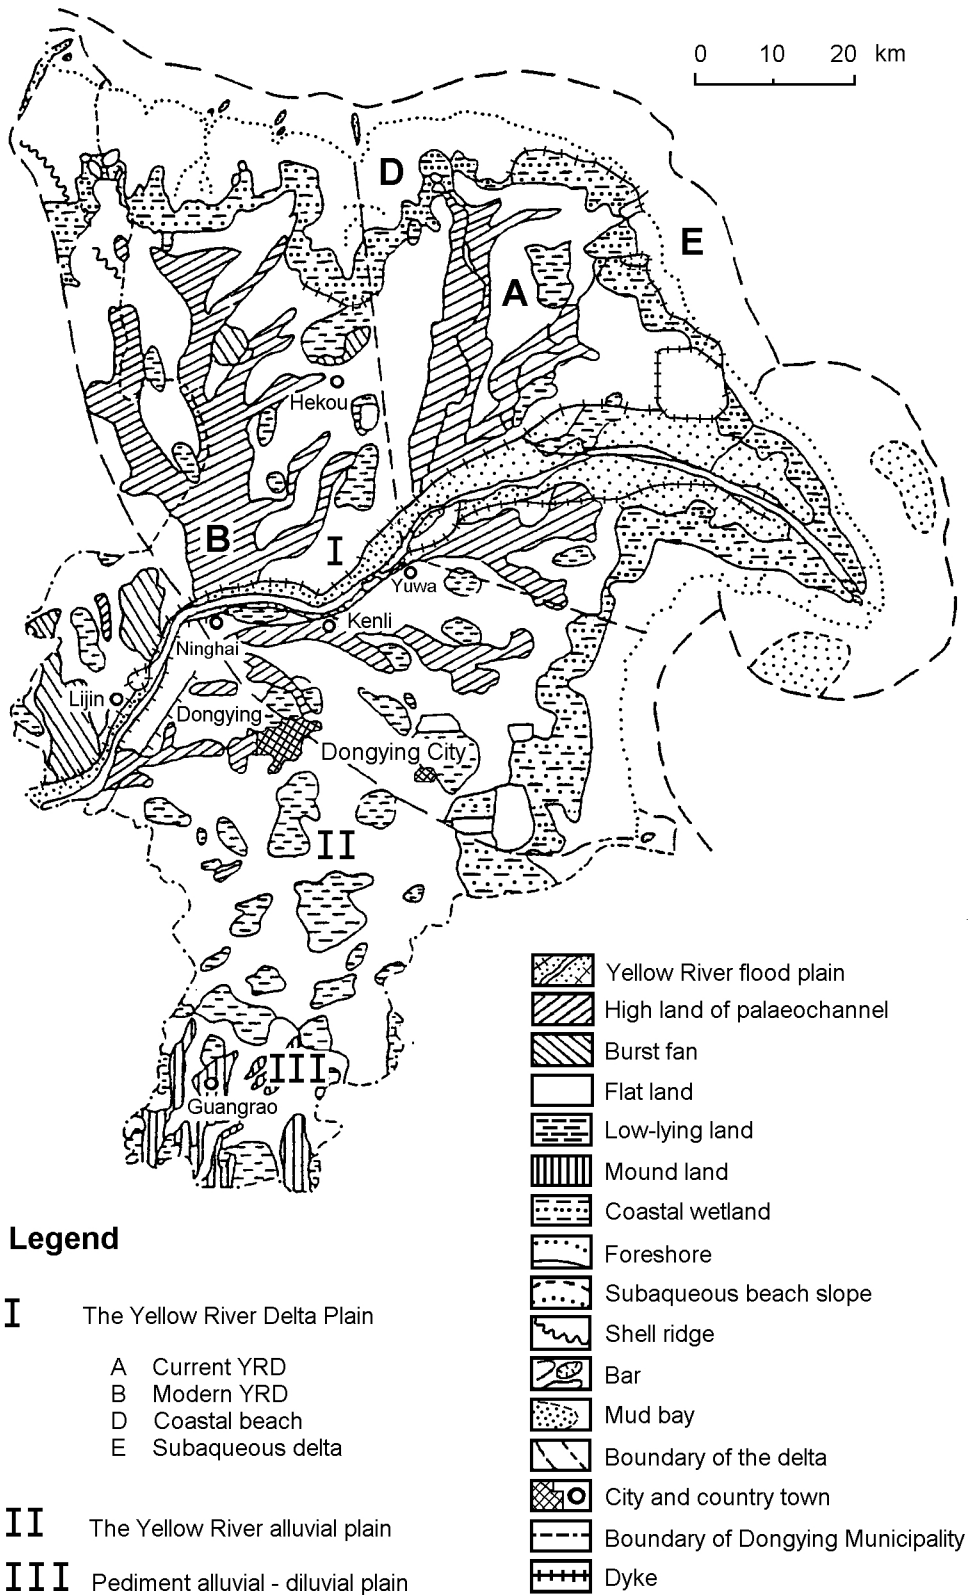 0 10 20 km
D
E
A
Hekou
B
I
Yuwa
Kenli
Ninghai
Lijin
Dongying
Dongying City
II
III
Guangrao
Yellow River flood plain
High land of palaeochannel
Burst fan
Flat land
Low-lying land
Mound land
Coastal wetland
Foreshore
Subaqueous beach slope
Shell ridge
Bar
Mud bay
Boundary of the delta
City and country town
Boundary of Dongying Municipality
Dyke
Legend
I The Yellow River Delta Plain
A Current YRD
B Modern YRD
D Coastal beach
E Subaqueous delta
II The Yellow River alluvial plain
III Pediment alluvial - diluvial plain